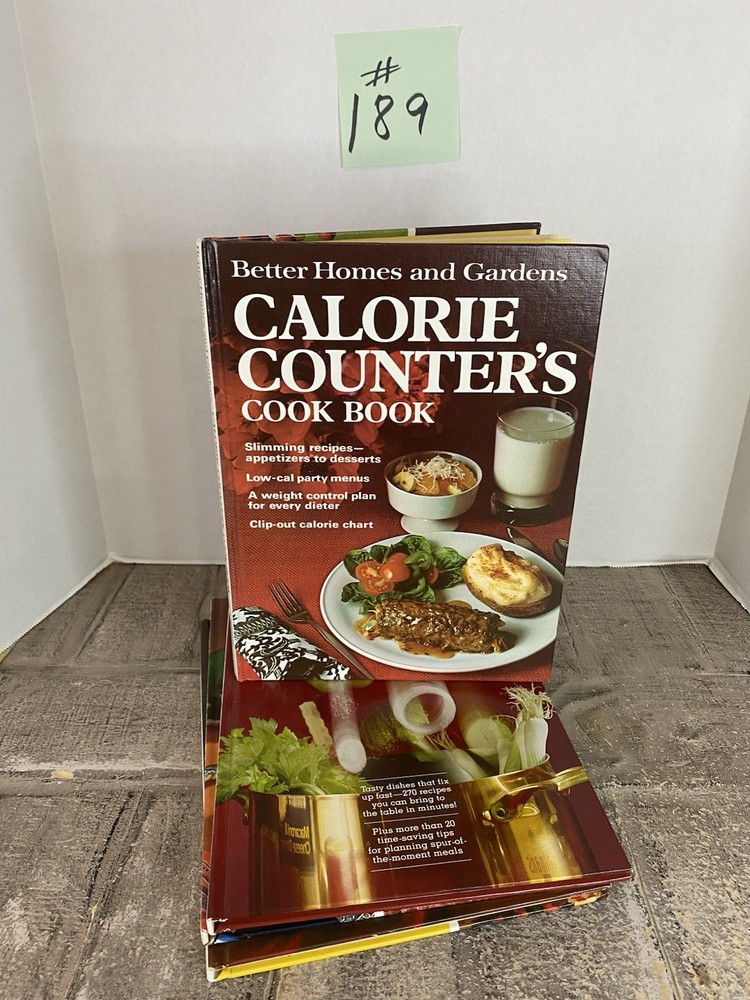 #
189
Better Homes and Gardens
CALORIE
COUNTER'S
COOK BOOK
Slimming recipes—
appetizers to desserts
Low-cal party menus
A weight control plan
for every dieter
Clip-out calorie chart
Tasty dishes that fix
up fast—270 recipes
you can bring to
the table in minutes!
Plus more than 20
time-saving tips
for planning spur-of-
the-moment meals
Macaroni
Cheese